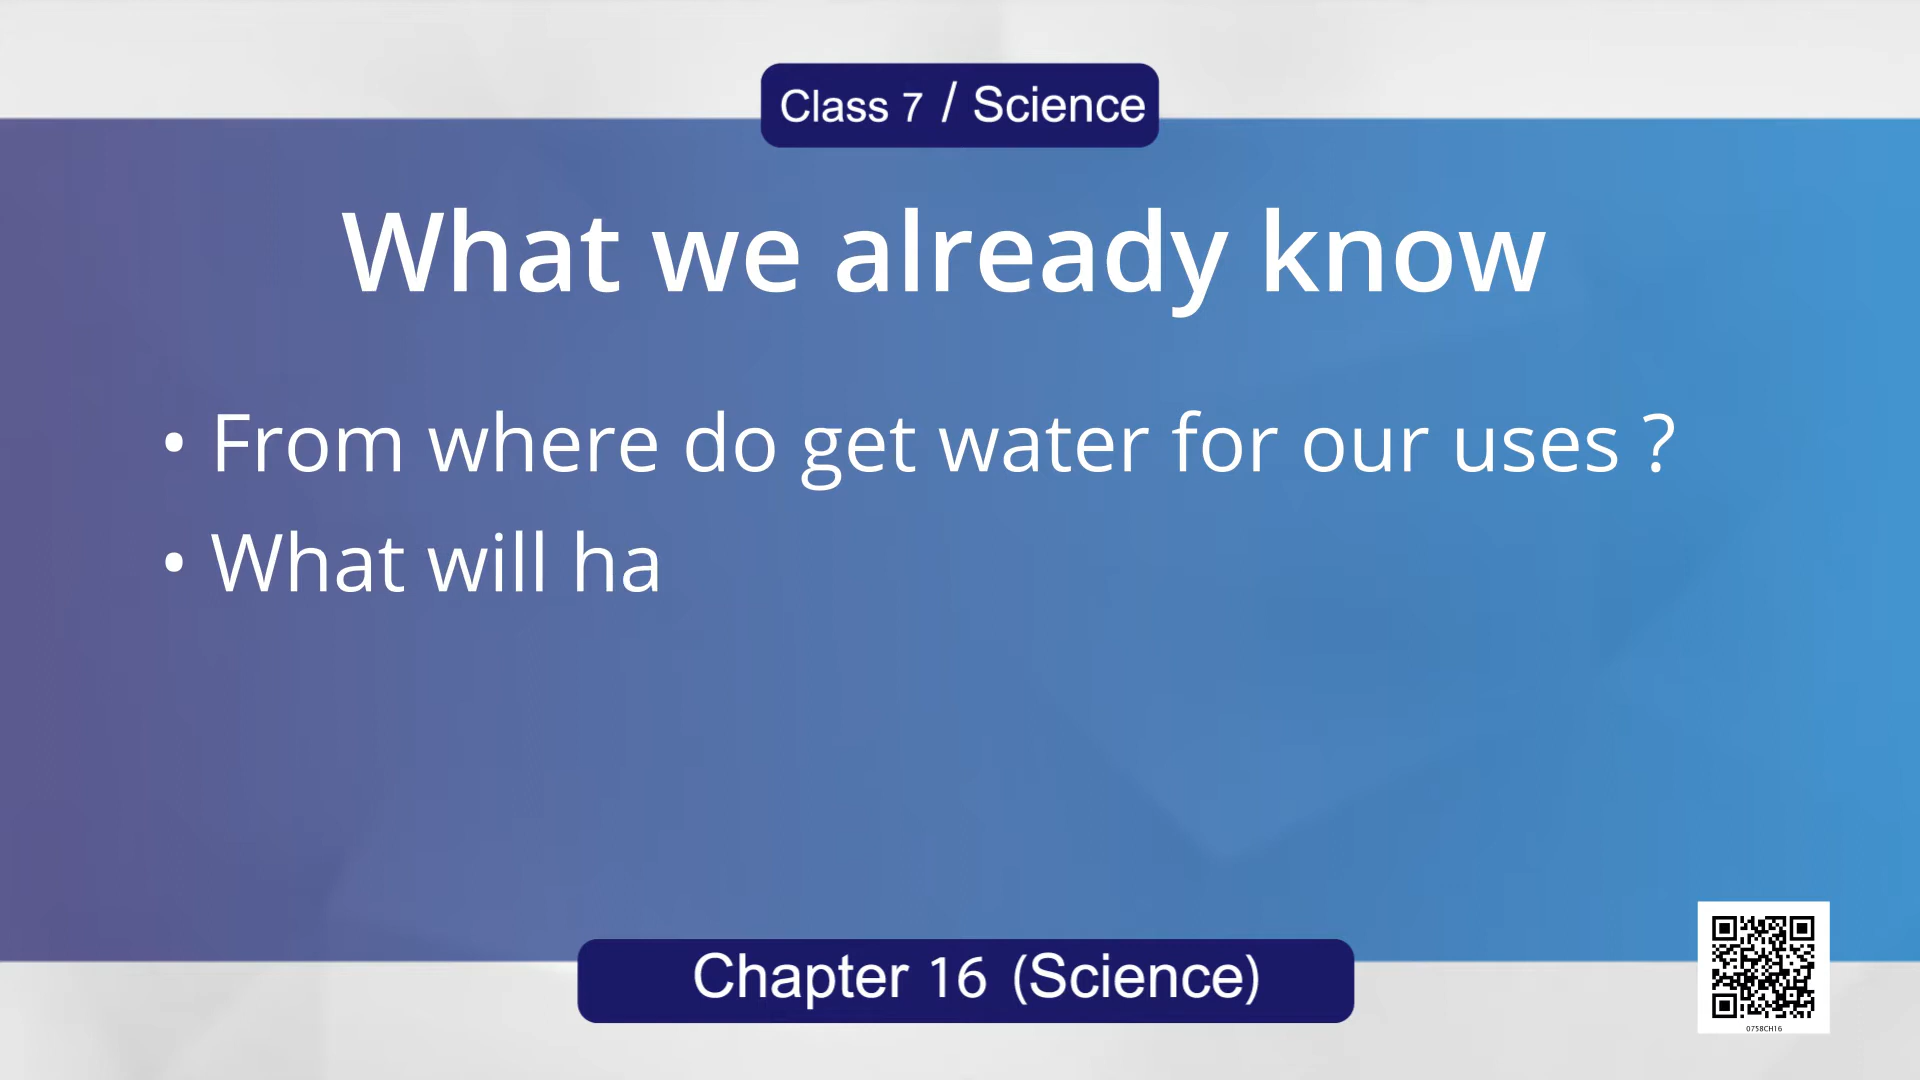 Class 7 / Science
What we already know
• From where do get water for our uses ?
• What will ha
Chapter 16 (Science)
0758CH16